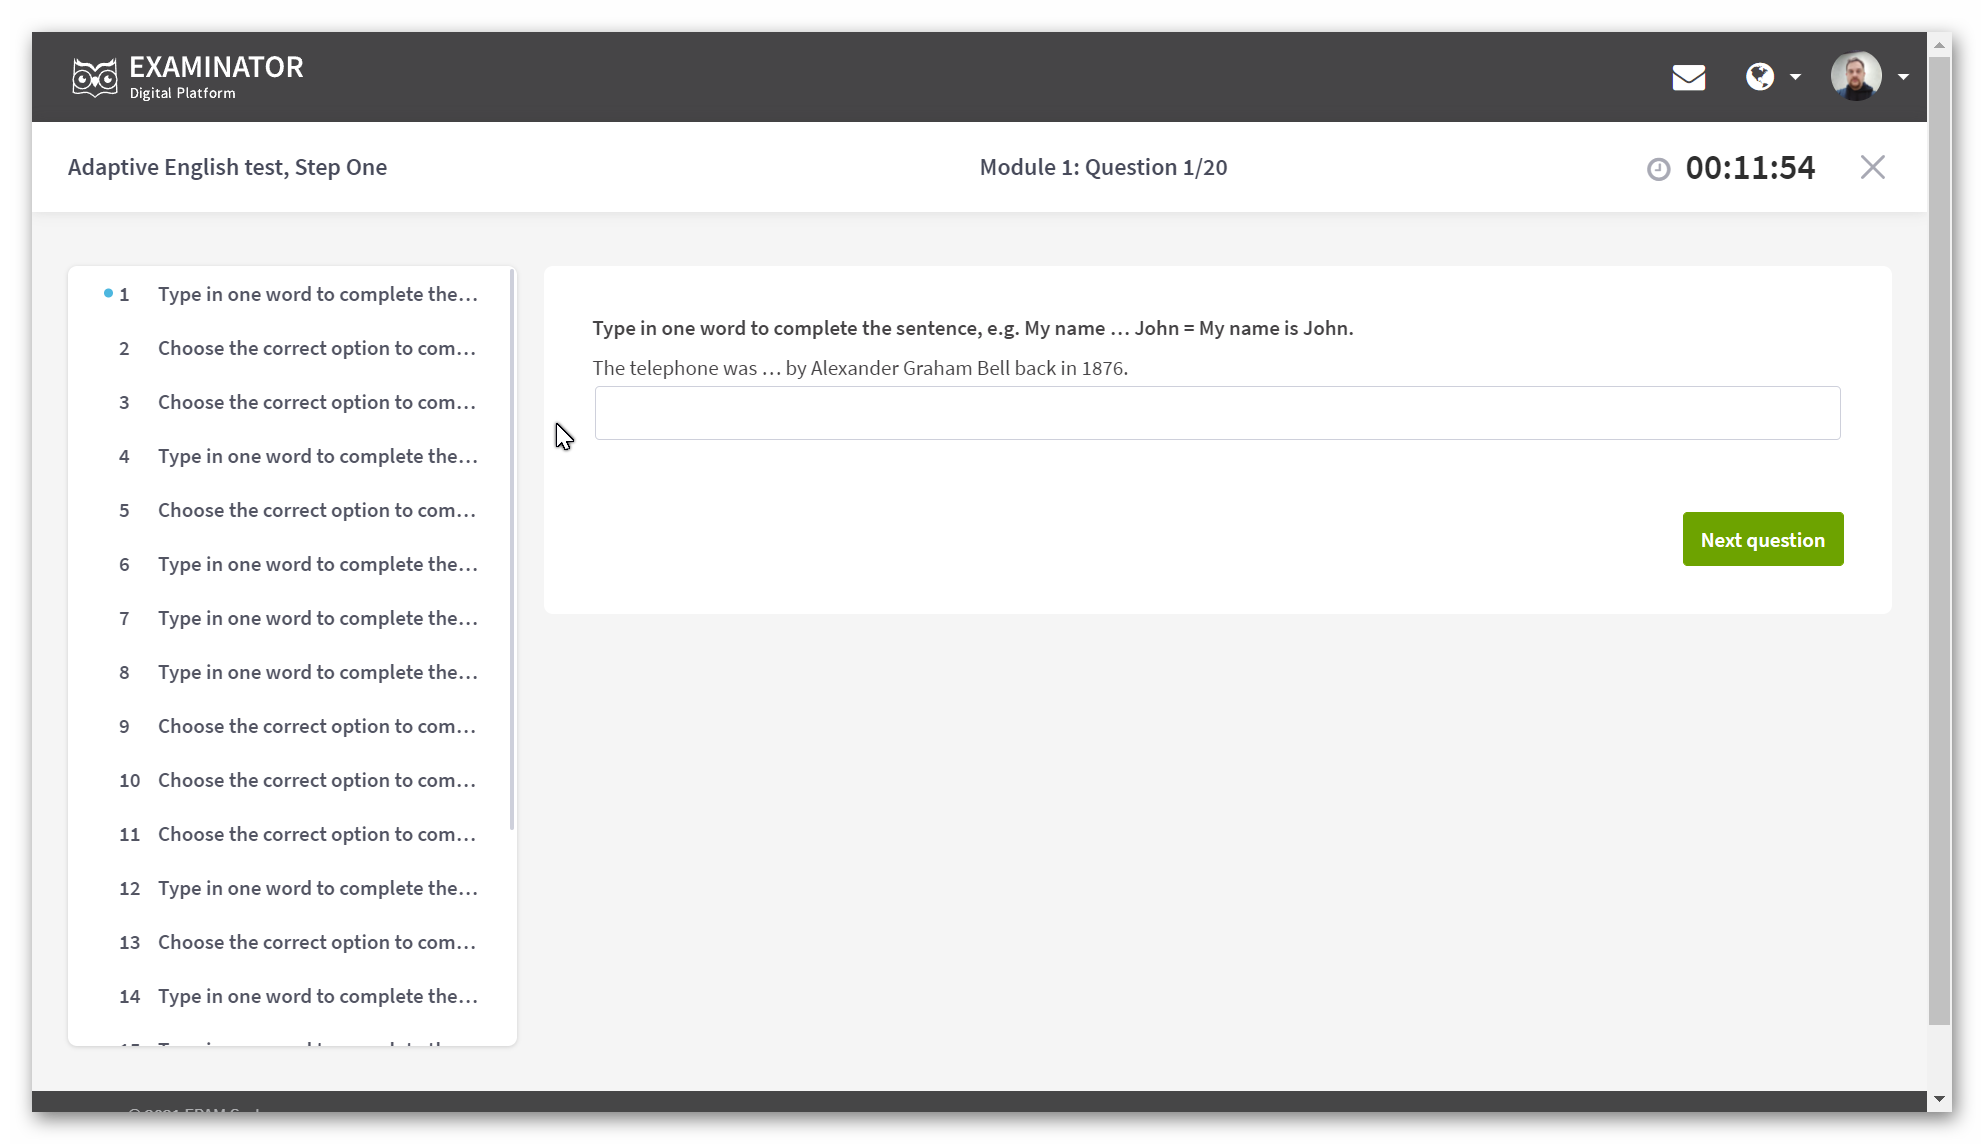 EXAMINATOR
Digital Platform
Adaptive English test, Step One
Module 1: Question 1/20
00:11:54
1 Type in one word to complete the...
2 Choose the correct option to com...
3 Choose the correct option to com...
4 Type in one word to complete the...
5 Choose the correct option to com...
6 Type in one word to complete the...
7 Type in one word to complete the...
8 Type in one word to complete the...
9 Choose the correct option to com...
10 Choose the correct option to com...
11 Choose the correct option to com...
12 Type in one word to complete the...
13 Choose the correct option to com...
14 Type in one word to complete the...
Type in one word to complete the sentence, e.g. My name ... John = My name is John.
The telephone was ... by Alexander Graham Bell back in 1876.
Next question